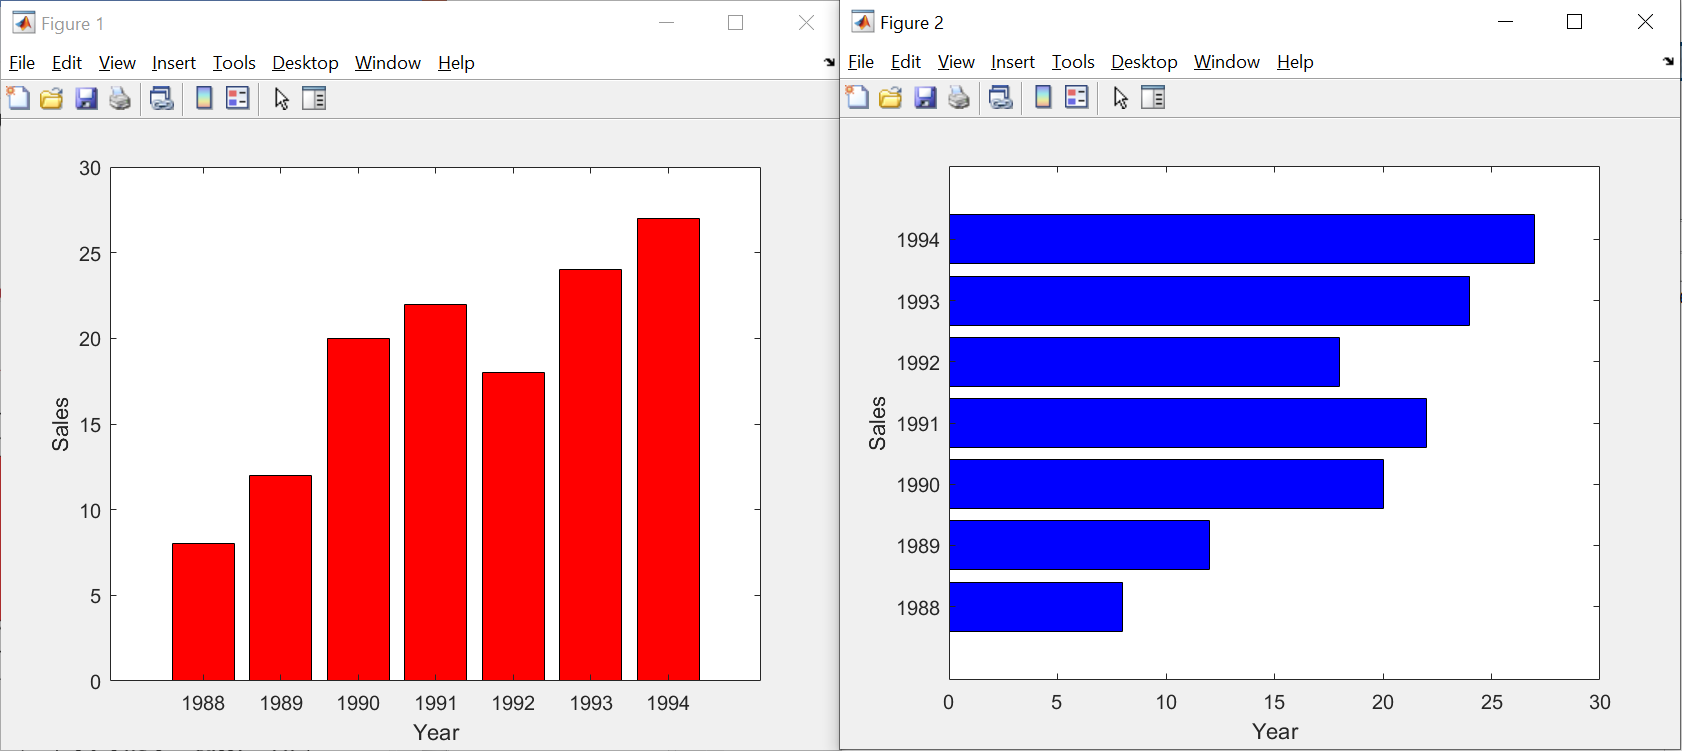 Figure 1
File Edit View Insert Tools Desktop Window Help
30
25
20
15
10
5
0
Sales
1988 1989 1990 1991 1992 1993 1994
Year
Figure 2
File Edit View Insert Tools Desktop Window Help
1994
1993
1992
1991
1990
1989
1988
Sales
0 5 10 15 20 25 30
Year